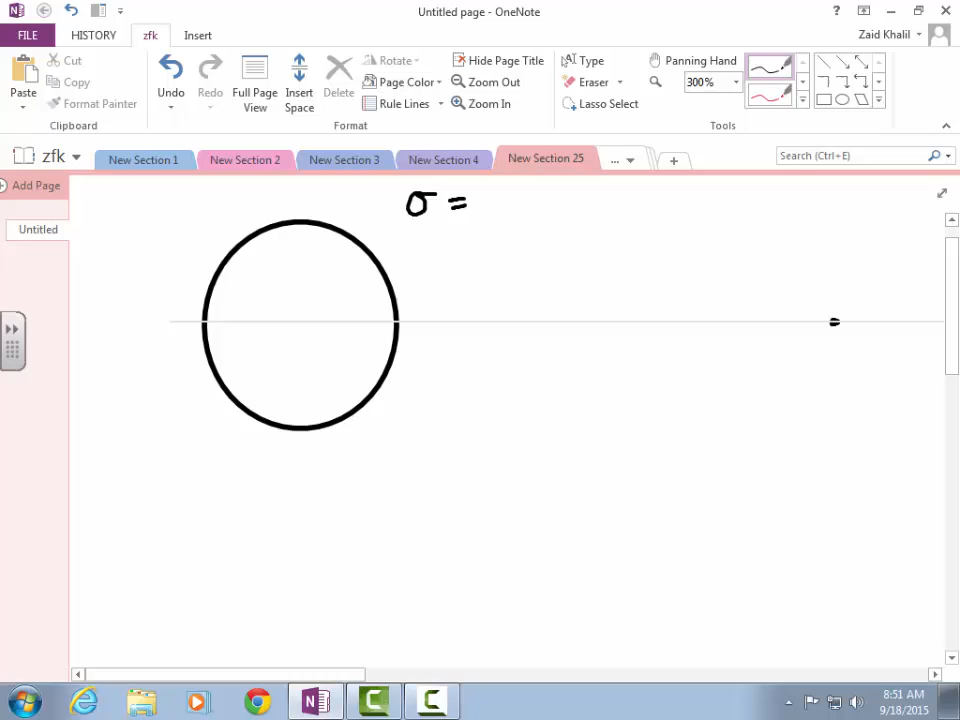 Untitled page - OneNote
?
FILE HISTORY zfk Insert Zaid Khalil
Paste Cut Copy Format Painter
Clipboard
Undo Redo Full Page View Insert Space Delete Rotate Page Color Rule Lines Hide Page Title Zoom Out Zoom In
Format
Type Eraser Lasso Select Panning Hand 300%
Tools
zfk New Section 1 New Section 2 New Section 3 New Section 4 New Section 25 ... + Search (Ctrl+E)
Add Page
Untitled
σ =
8:51 AM
9/18/2015